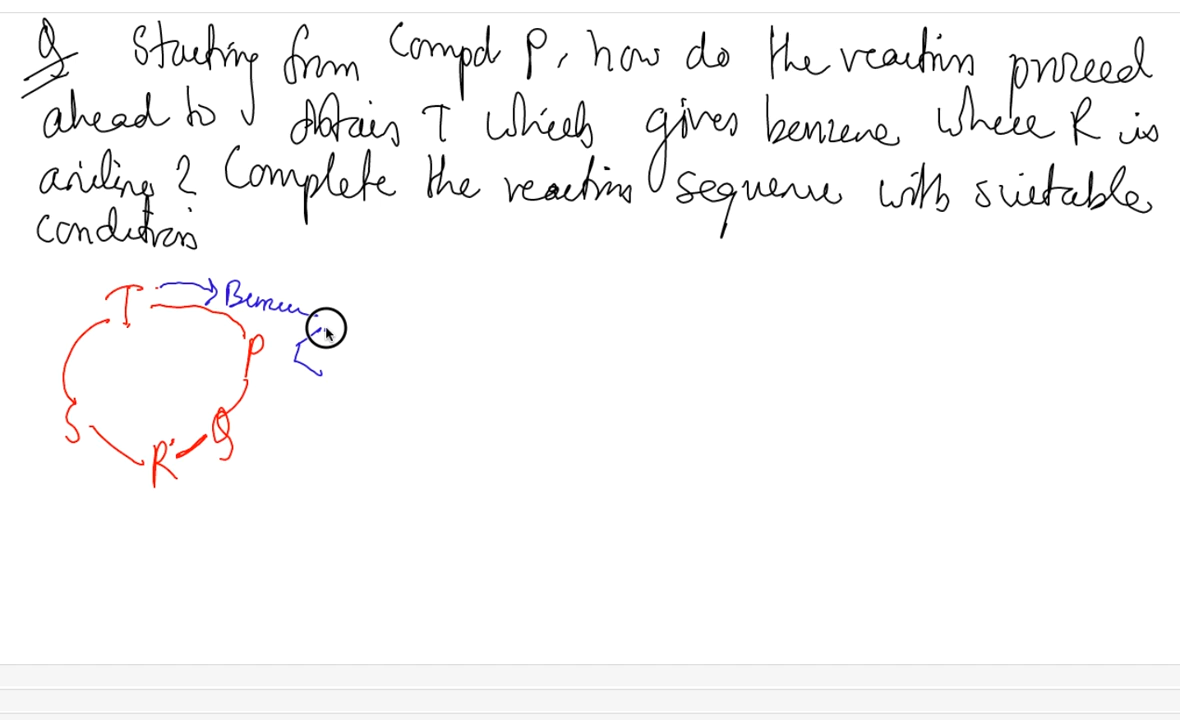 Q Starting from Compd P, how do the reaction proceed
ahead to obtain T which gives benzene where R is
aniline? Complete the reaction sequence with suitable
conditions
T → Benzene
P
S
Q
R